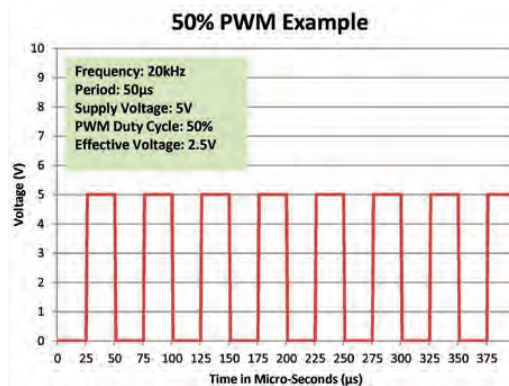 50% PWM Example
10
9
8
7
6
5
4
3
2
1
0
Voltage (V)
Frequency: 20kHz
Period: 50µs
Supply Voltage: 5V
PWM Duty Cycle: 50%
Effective Voltage: 2.5V
0 25 50 75 100 125 150 175 200 225 250 275 300 325 350 375
Time in Micro-Seconds (µs)